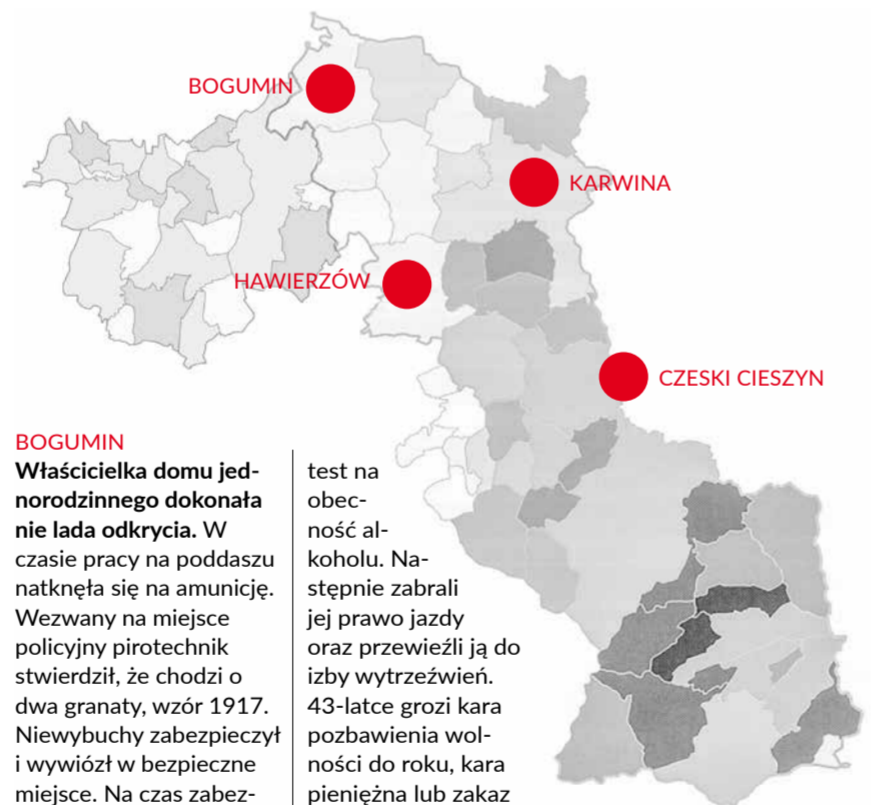 BOGUMIN
KARWINA
HAWIERZÓW
CZESKI CIESZYN
BOGUMIN
Właścicielka domu jed-
norodzinnego dokonała
nie lada odkrycia. W
czasie pracy na poddaszu
natknęła się na amunicję.
Wezwany na miejsce
policyjny pirotechnik
stwierdził, że chodzi o
dwa granaty, wzór 1917.
Niewybuchy zabezpieczył
i wywiózł w bezpieczne
miejsce. Na czas zabez-
test na
obec-
ność al-
koholu. Na-
stępnie zabrali
jej prawo jazdy
oraz przewieźli ją do
izby wytrzeźwień.
43-latce grozi kara
pozbawienia wol-
ności do roku, kara
pieniężna lub zakaz